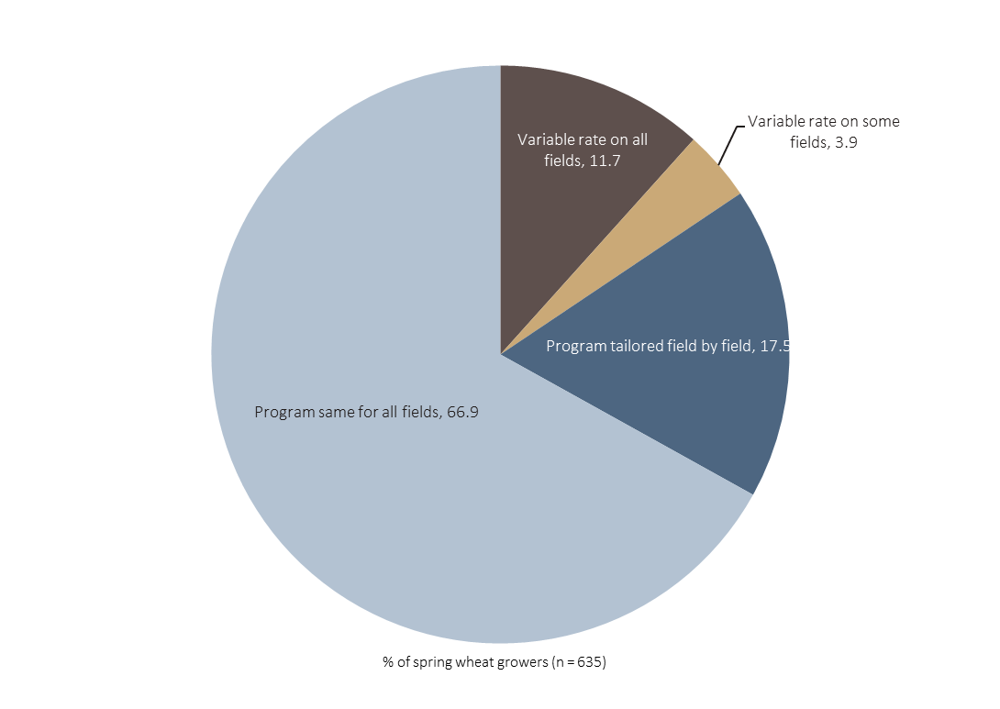 Variable rate on some
fields, 3.9
Variable rate on all
fields, 11.7
Program tailored field by field, 17.5
Program same for all fields, 66.9
% of spring wheat growers (n = 635)